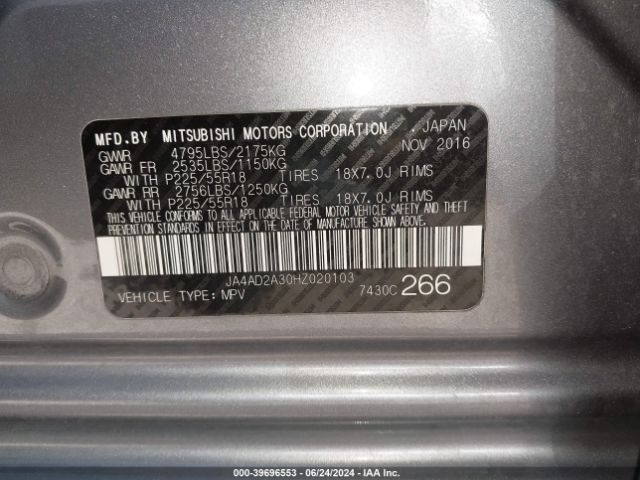 MFD.BY MITSUBISHI MOTORS CORPORATION . JAPAN
GWWR 4795LBS/2175KG NOV 2016
GAWR FR 2535LBS/1150KG
WITH P225/55R18 TIRES 18X7.0J RIMS
GAWR RR 2756LBS/1250KG
WITH P225/55R18 TIRES 18X7.0J RIMS
THIS VEHICLE CONFORMS TO ALL APPLICABLE FEDERAL MOTOR VEHICLE SAFETY AND THEFT
PREVENTION STANDARDS IN EFFECT ON THE DATE OF MANUFACTURE SHOWN ABOVE.
JA4AD2A30HZ020103
VEHICLE TYPE: MPV 7430C 266
000-39696553 - 06/24/2024 - IAA Inc.